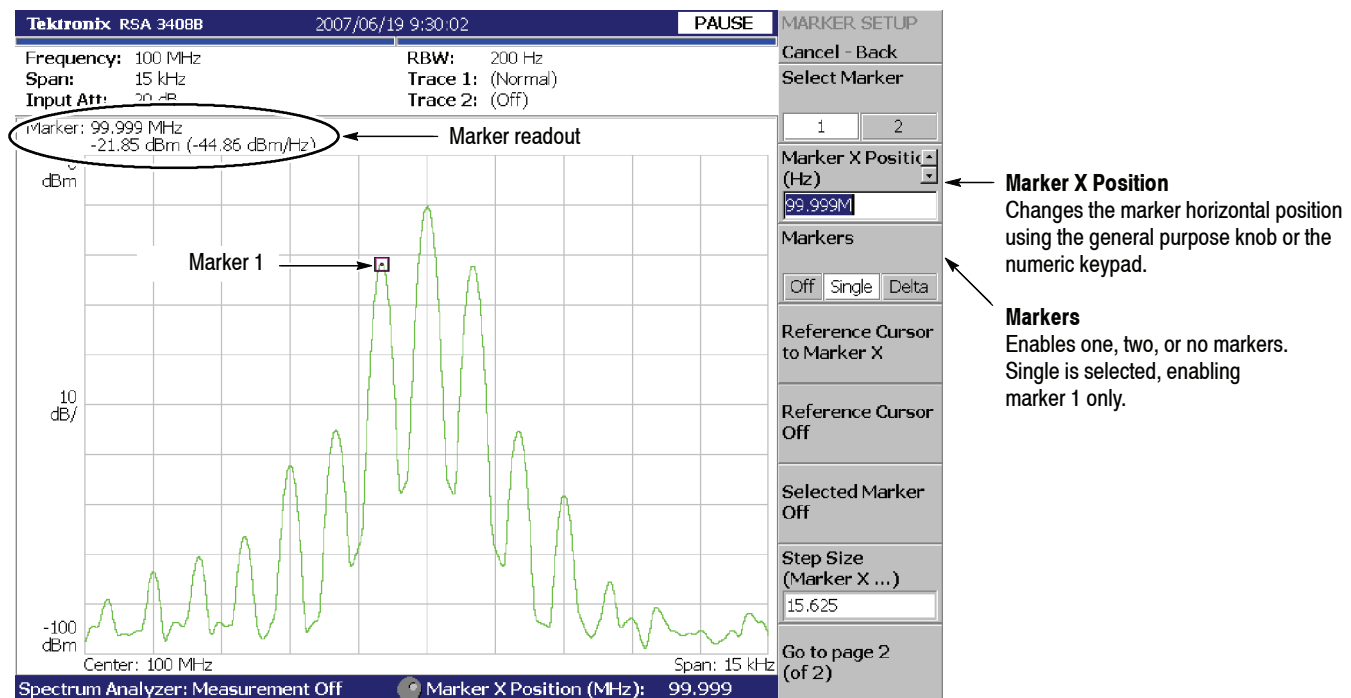 Tektronix RSA 3408B 2007/06/19 9:30:02 PAUSE
Frequency: 100 MHz
Span: 15 kHz
Input Att: 20 dB
RBW: 200 Hz
Trace 1: (Normal)
Trace 2: (Off)
Marker: 99.999 MHz
-21.85 dBm (-44.86 dBm/Hz)
Marker readout
0
dBm
Marker 1
10
dB/
-100
dBm
Center: 100 MHz
Span: 15 kHz
Spectrum Analyzer: Measurement Off
Marker X Position (MHz): 99.999
MARKER SETUP
Cancel - Back
Select Marker
1 2
Marker X Positic
(Hz)
99.999M
Markers
Off Single Delta
Reference Cursor
to Marker X
Reference Cursor
Off
Selected Marker
Off
Step Size
(Marker X ...)
15.625
Go to page 2
(of 2)
Marker X Position
Changes the marker horizontal position
using the general purpose knob or the
numeric keypad.
Markers
Enables one, two, or no markers.
Single is selected, enabling
marker 1 only.